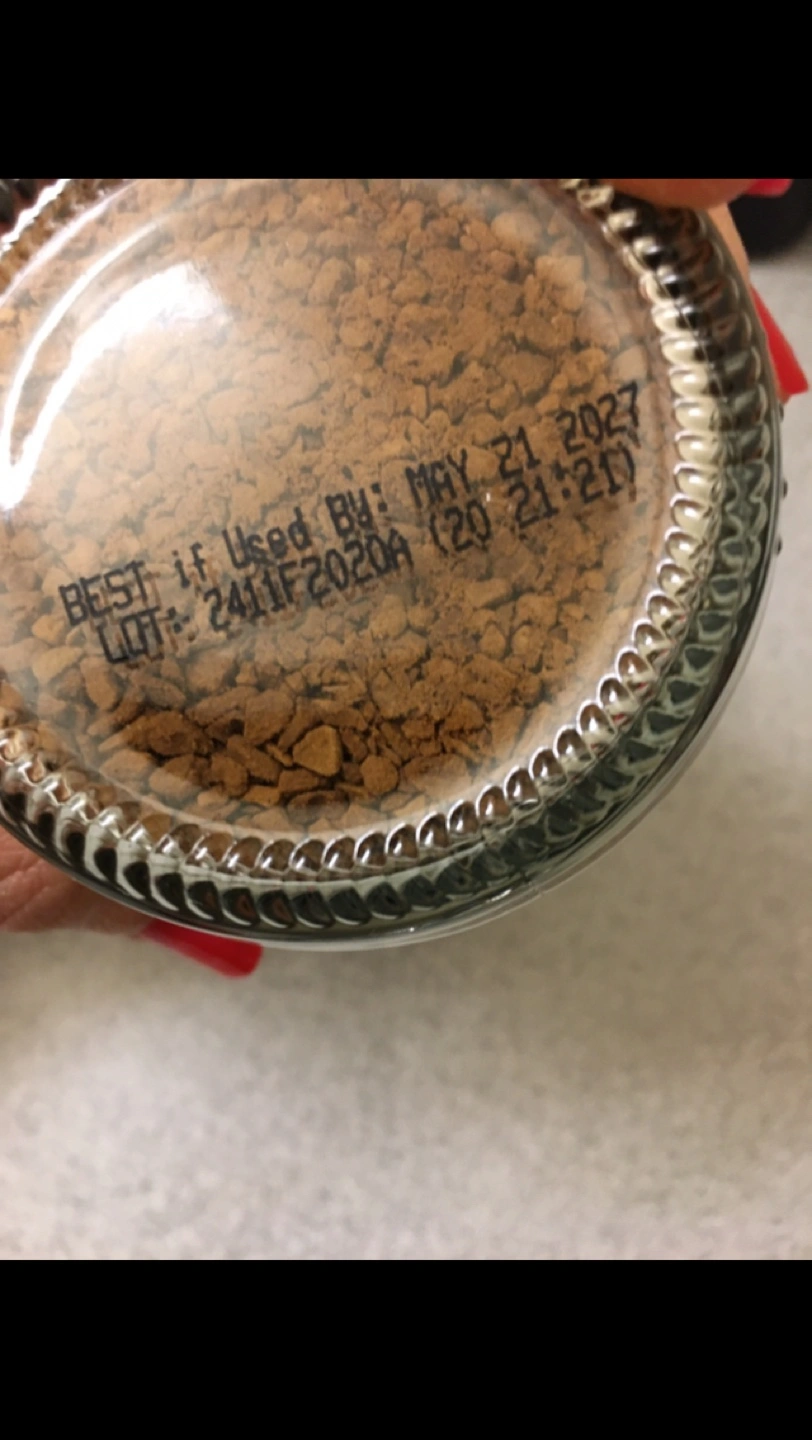 BEST if Used By: MAY 21 2027
LOT: 2411F2020A (20 21:21)